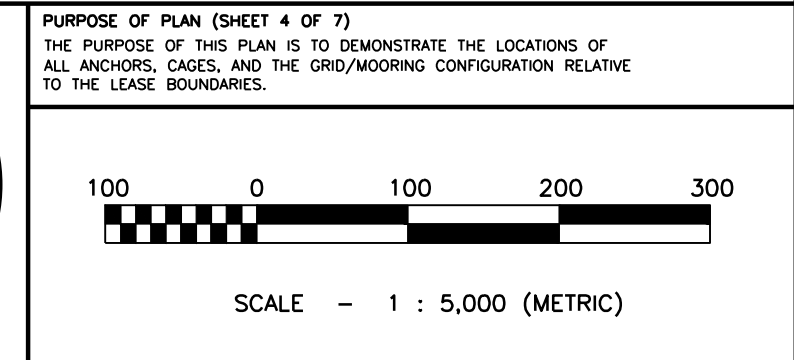 PURPOSE OF PLAN (SHEET 4 OF 7)
THE PURPOSE OF THIS PLAN IS TO DEMONSTRATE THE LOCATIONS OF
ALL ANCHORS, CAGES, AND THE GRID/MOORING CONFIGURATION RELATIVE
TO THE LEASE BOUNDARIES.
100 0 100 200 300
SCALE - 1 : 5,000 (METRIC)